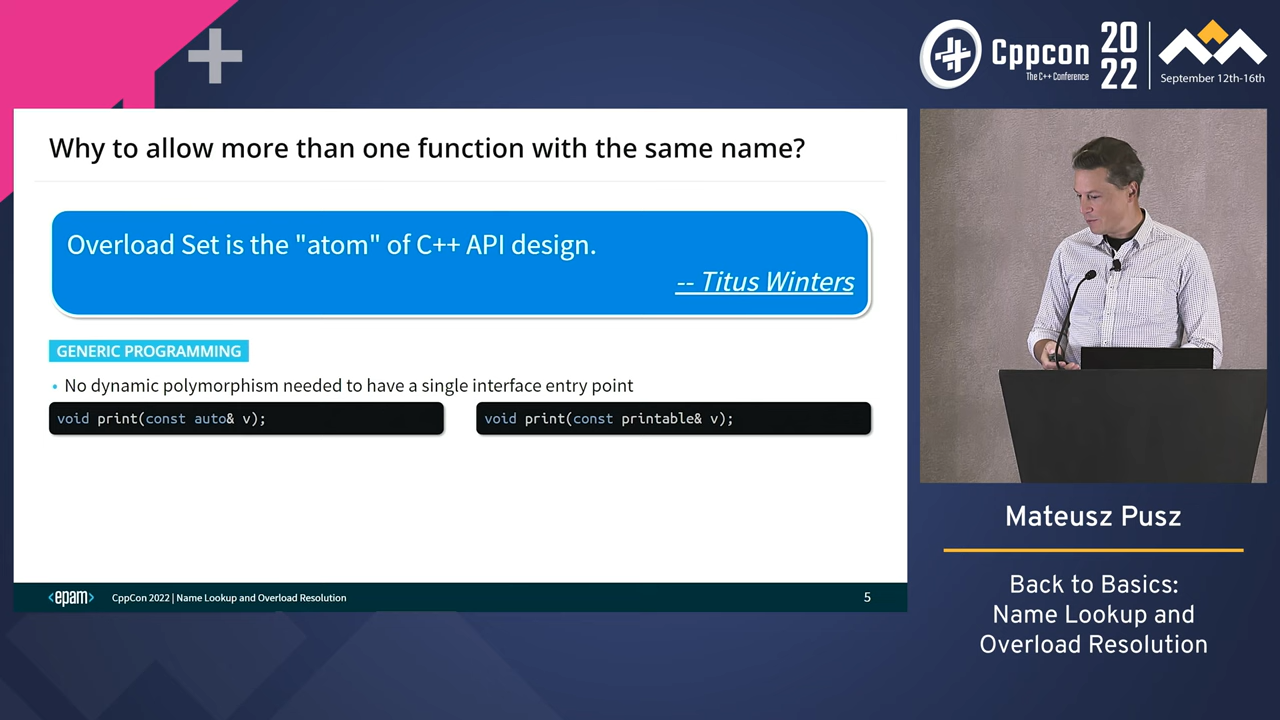 Cppcon
The C++ Conference
20
22
September 12th-16th
Why to allow more than one function with the same name?
Overload Set is the "atom" of C++ API design.
-- Titus Winters
GENERIC PROGRAMMING
• No dynamic polymorphism needed to have a single interface entry point
void print(const auto& v);
void print(const printable& v);
<epam> CppCon 2022 | Name Lookup and Overload Resolution 5
Mateusz Pusz
Back to Basics:
Name Lookup and
Overload Resolution